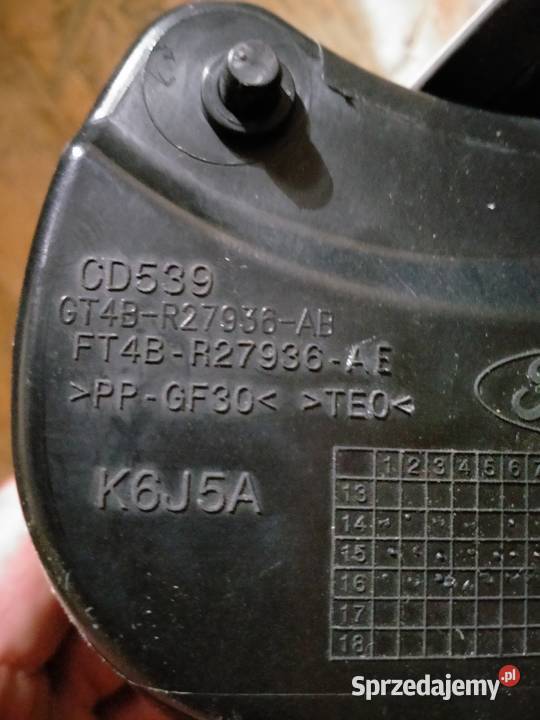 CD539
GT4B-R27936-AB
FT4B-R27936-AE
>PP-GF30< >TEO<
K6J5A
1 2 3 4 5 6 7
13
14
15
16
17
18
Sprzedajemy.pl